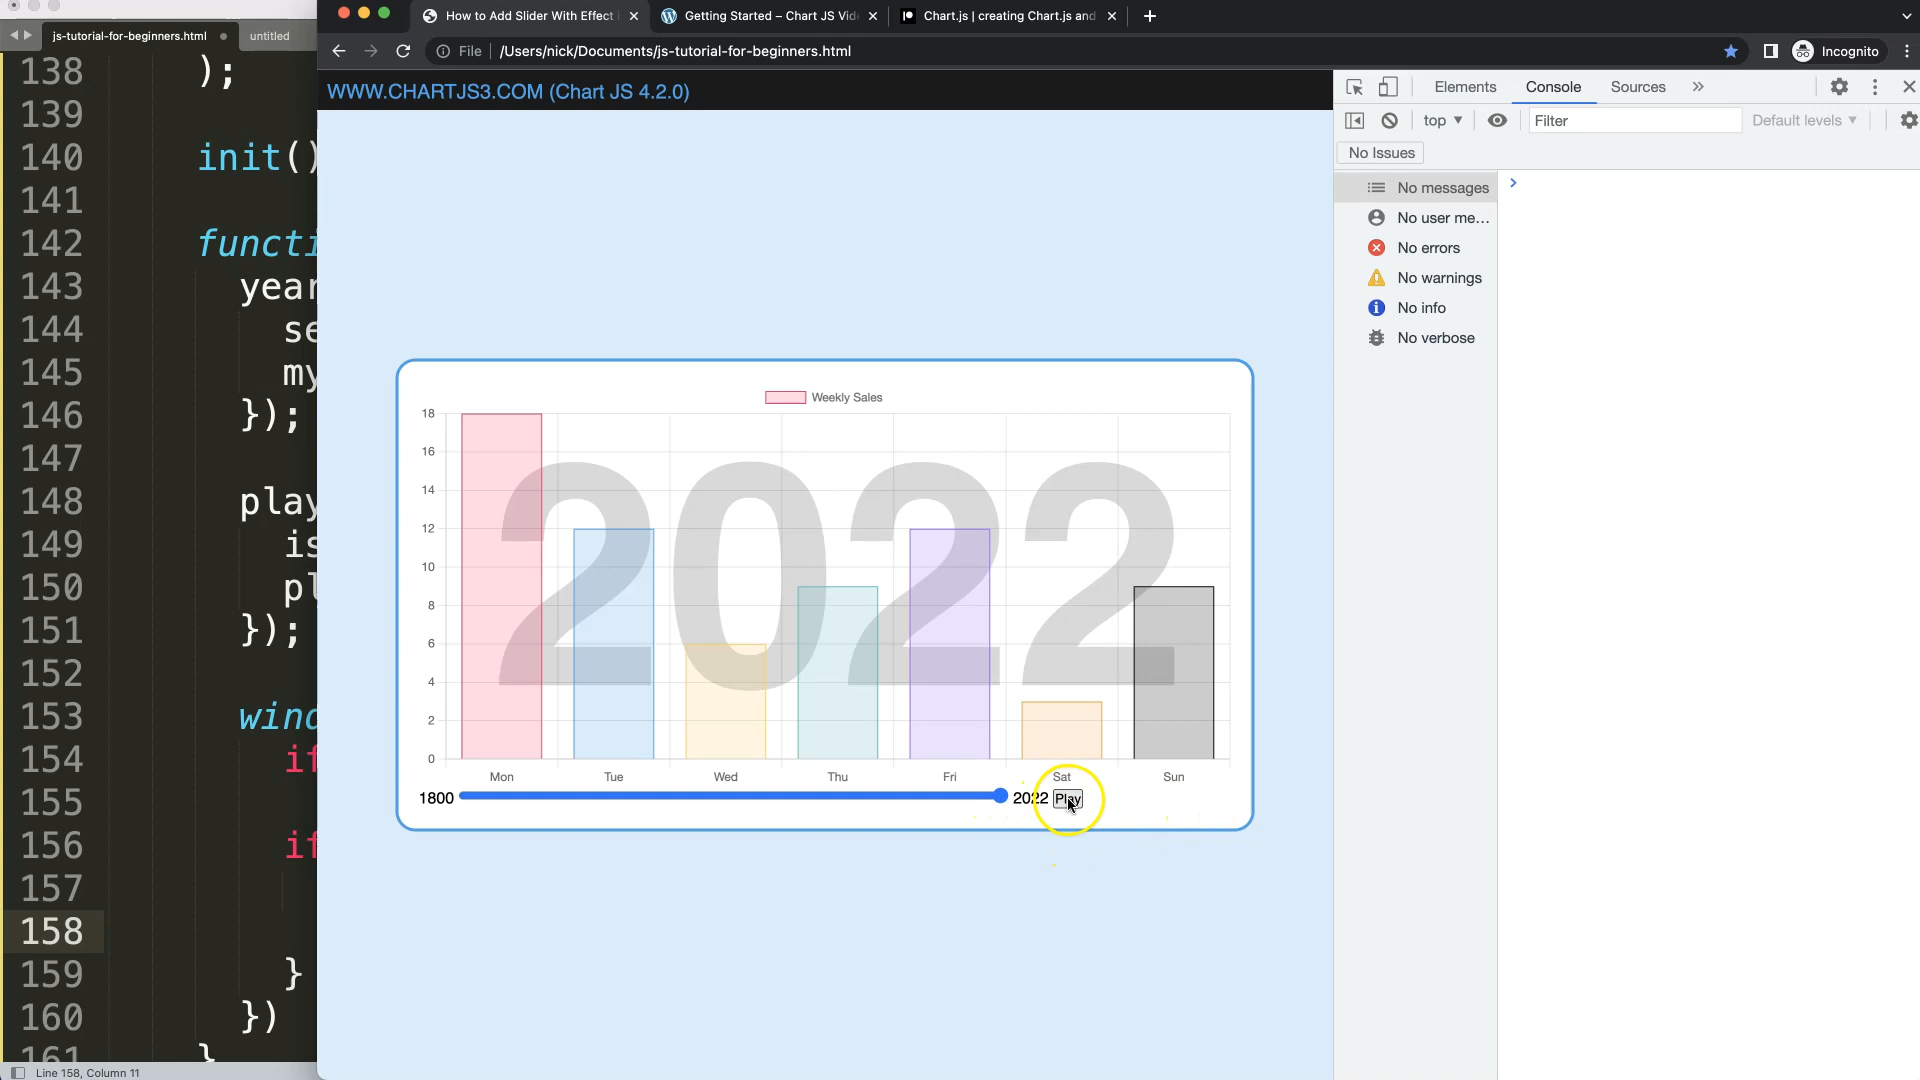 js-tutorial-for-beginners.html
untitled
138 );
139
140 init()
141
142 functi
143 year
144 se
145 my
146 });
147
148 play
149 is
150 pl
151 });
152
153 wind
154 if
155
156 if
157
158
159 }
160 })
161 }
Line 158, Column 11
How to Add Slider With Effect
Getting Started – Chart JS Vid
Chart.js | creating Chart.js and
File /Users/nick/Documents/js-tutorial-for-beginners.html
Incognito
WWW.CHARTJS3.COM (Chart JS 4.2.0)
Weekly Sales
18
16
14
12
10
8
6
4
2
0
2022
Mon Tue Wed Thu Fri Sat Sun
1800 2022 Play
Elements Console Sources »
top ▼ Filter Default levels ▼
No Issues
No messages
No user me...
No errors
No warnings
No info
No verbose